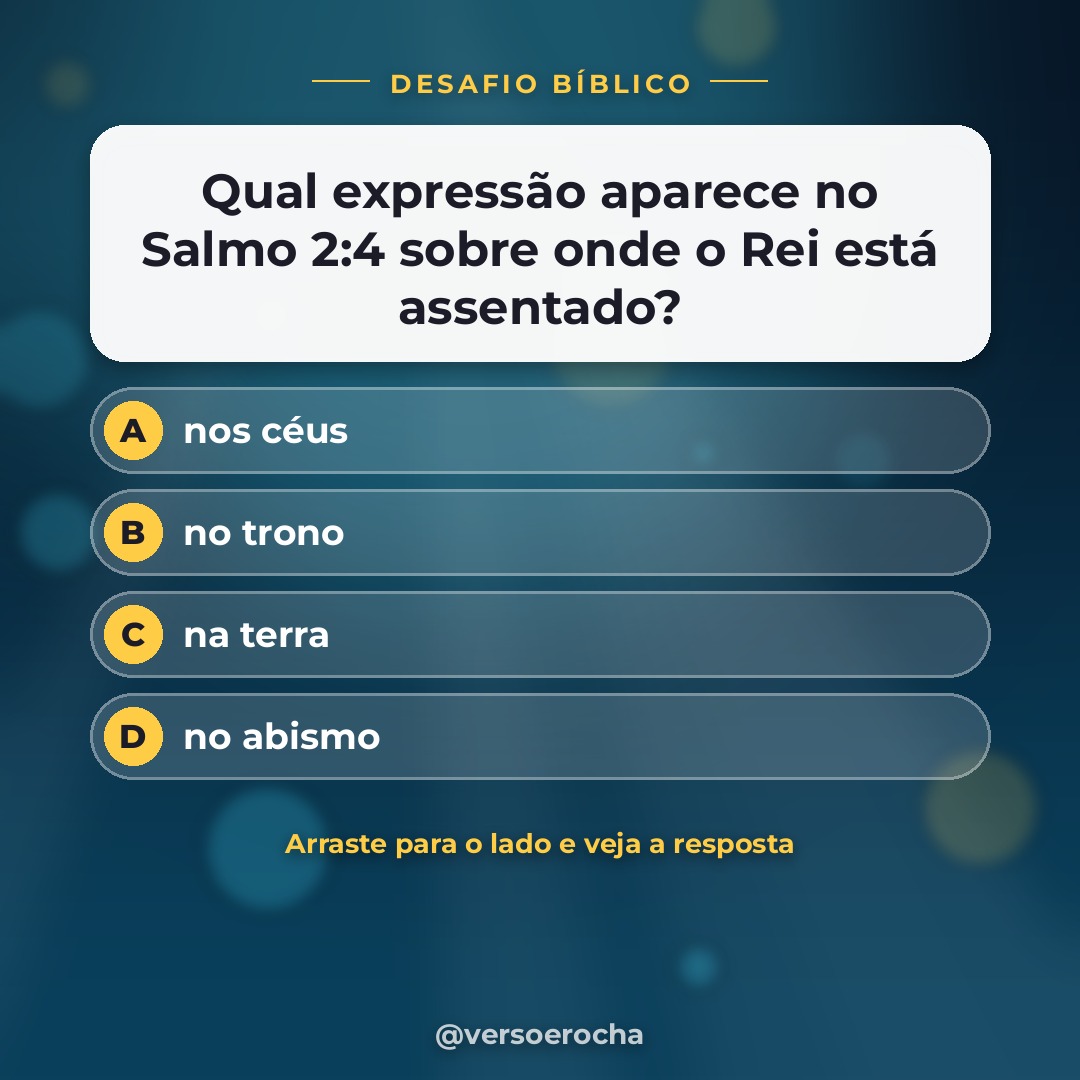 DESAFIO BÍBLICO
Qual expressão aparece no
Salmo 2:4 sobre onde o Rei está
assentado?
A nos céus
B no trono
C na terra
D no abismo
Arraste para o lado e veja a resposta
@versoerocha